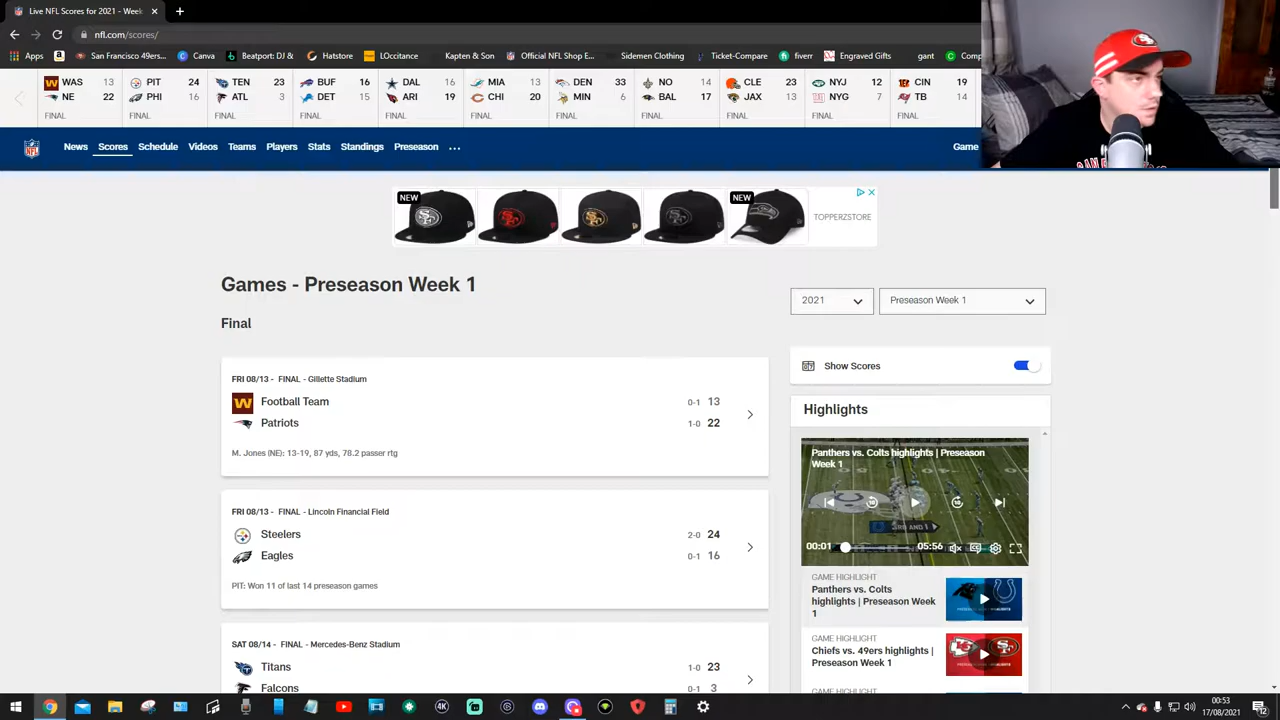 Live NFL Scores for 2021 - Week
nfl.com/scores/
Apps
San Francisco 49ers...
Canva
Beatport: DJ &
Hatstore
LOccitane
Kapten & Son
Official NFL Shop E...
Sidemen Clothing
Ticket-Compare
fiverr
Engraved Gifts
gant
Comp
WAS 13
NE 22
FINAL
PIT 24
PHI 16
FINAL
TEN 23
ATL 3
FINAL
BUF 16
DET 15
FINAL
DAL 16
ARI 19
FINAL
MIA 13
CHI 20
FINAL
DEN 33
MIN 6
FINAL
NO 14
BAL 17
FINAL
CLE 23
JAX 13
FINAL
NYJ 12
NYG 7
FINAL
CIN 19
TB 14
FINAL
NFL
News Scores Schedule Videos Teams Players Stats Standings Preseason ... Game
NEW
NEW
TOPPERZSTORE
Games - Preseason Week 1
2021
Preseason Week 1
Final
Show Scores
FRI 08/13 - FINAL - Gillette Stadium
Football Team 0-1 13
Patriots 1-0 22
M. Jones (NE): 13-19, 87 yds, 78.2 passer rtg
FRI 08/13 - FINAL - Lincoln Financial Field
Steelers 2-0 24
Eagles 0-1 16
PIT: Won 11 of last 14 preseason games
SAT 08/14 - FINAL - Mercedes-Benz Stadium
Titans 1-0 23
Falcons 0-1 3
Highlights
Panthers vs. Colts highlights | Preseason
Week 1
3RD AND 1
00:01
05:56
GAME HIGHLIGHT
Panthers vs. Colts
highlights | Preseason Week
1
GAME HIGHLIGHT
Chiefs vs. 49ers highlights |
Preseason Week 1
00:53
17/08/2021
12